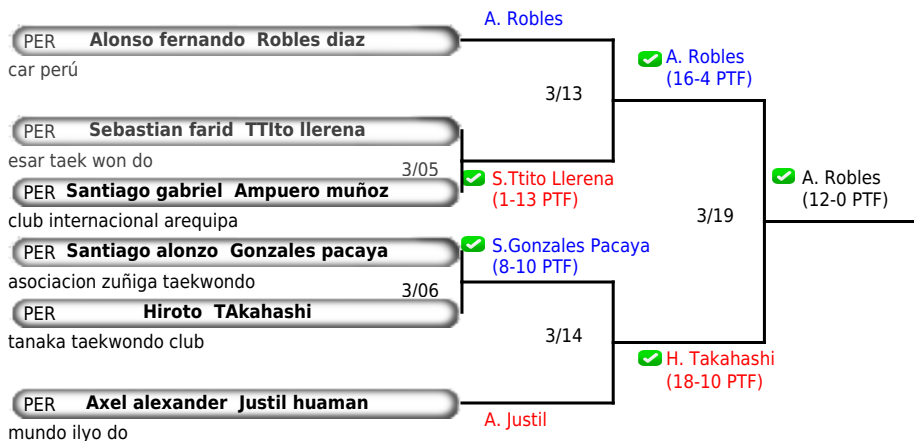 A. Robles
PER Alonso fernando Robles diaz
car perú
A. Robles
(16-4 PTF)
3/13
PER Sebastian farid TTIto llerena
esar taek won do
3/05
S.Ttito Llerena
(1-13 PTF)
PER Santiago gabriel Ampuero muñoz
club internacional arequipa
A. Robles
(12-0 PTF)
3/19
PER Santiago alonzo Gonzales pacaya
asociacion zuñiga taekwondo
S.Gonzales Pacaya
(8-10 PTF)
3/06
PER Hiroto TAkahashi
tanaka taekwondo club
3/14
H. Takahashi
(18-10 PTF)
PER Axel alexander Justil huaman
mundo ilyo do
A. Justil